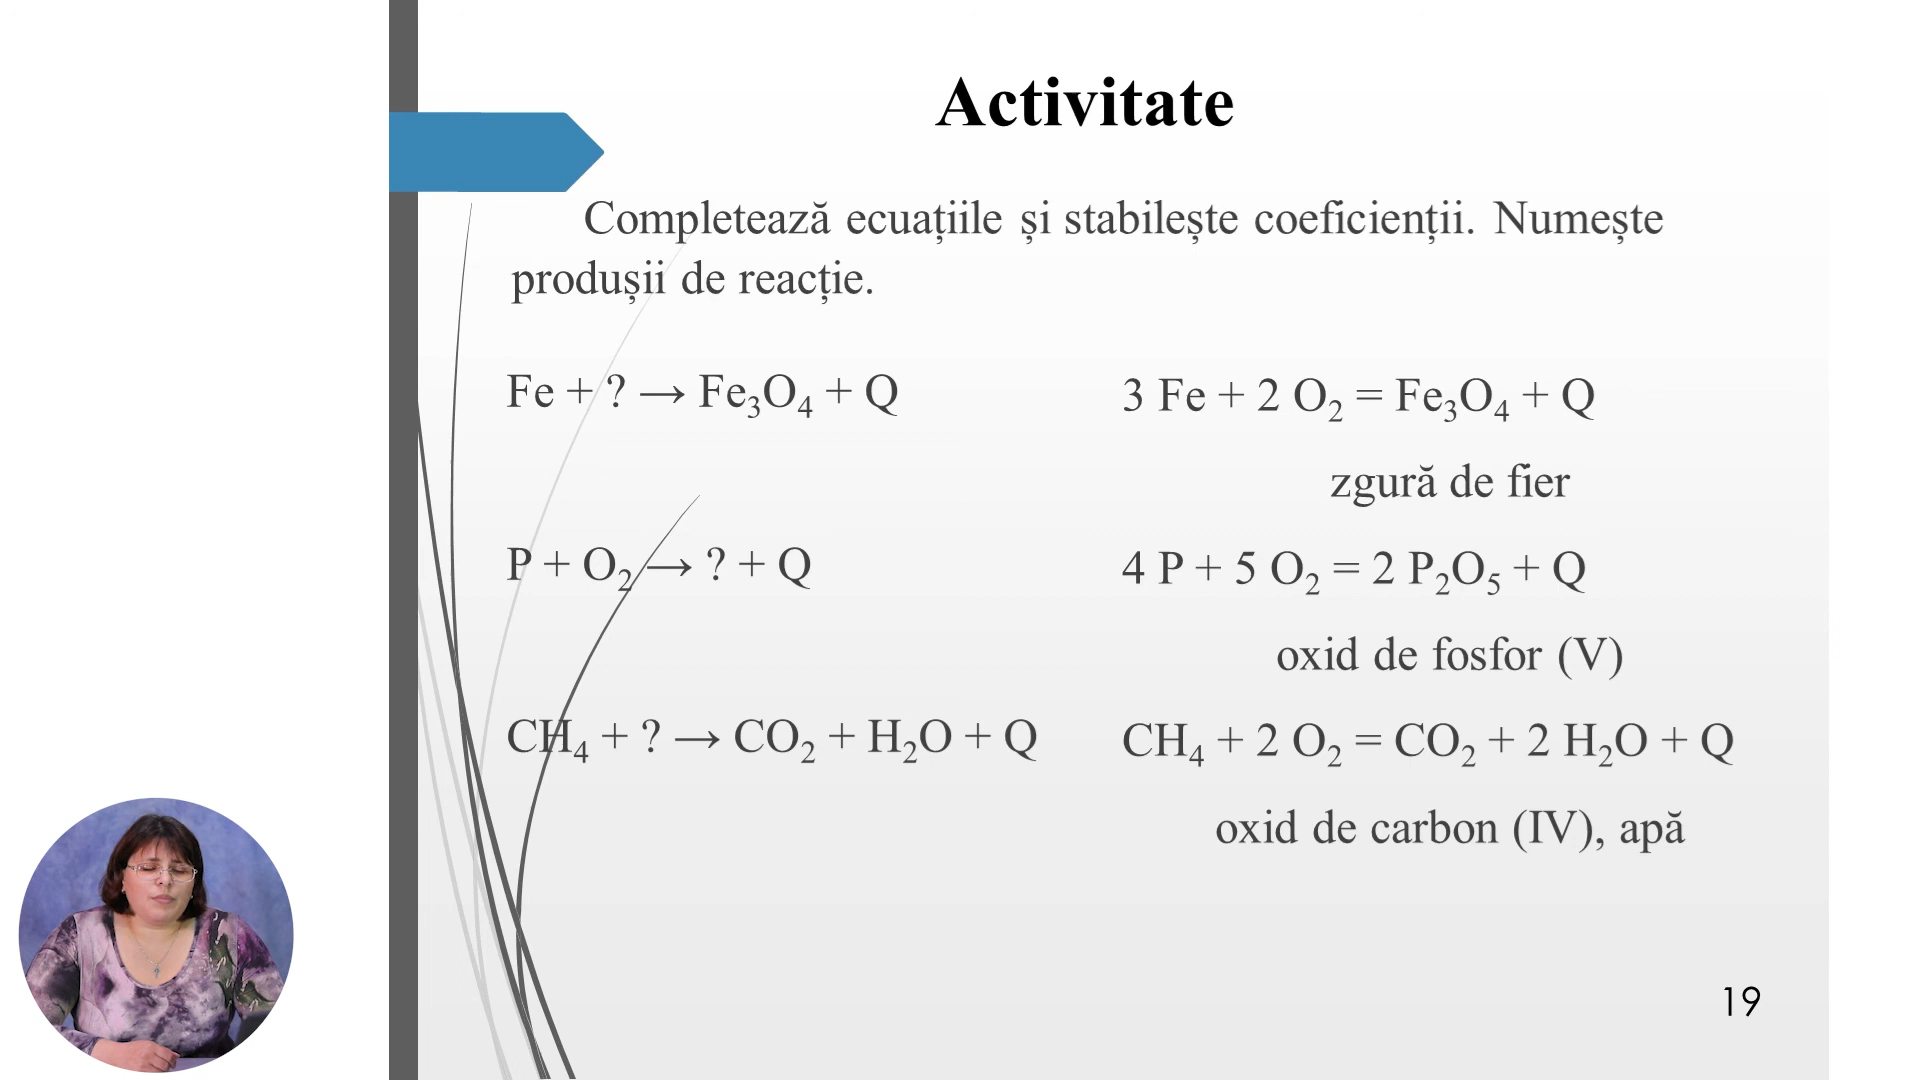 Activitate
Completează ecuațiile și stabilește coeficienții. Numește
produșii de reacție.
Fe + ? → Fe₃O₄ + Q
3 Fe + 2 O₂ = Fe₃O₄ + Q
zgură de fier
P + O₂ → ? + Q
4 P + 5 O₂ = 2 P₂O₅ + Q
oxid de fosfor (V)
CH₄ + ? → CO₂ + H₂O + Q
CH₄ + 2 O₂ = CO₂ + 2 H₂O + Q
oxid de carbon (IV), apă
19